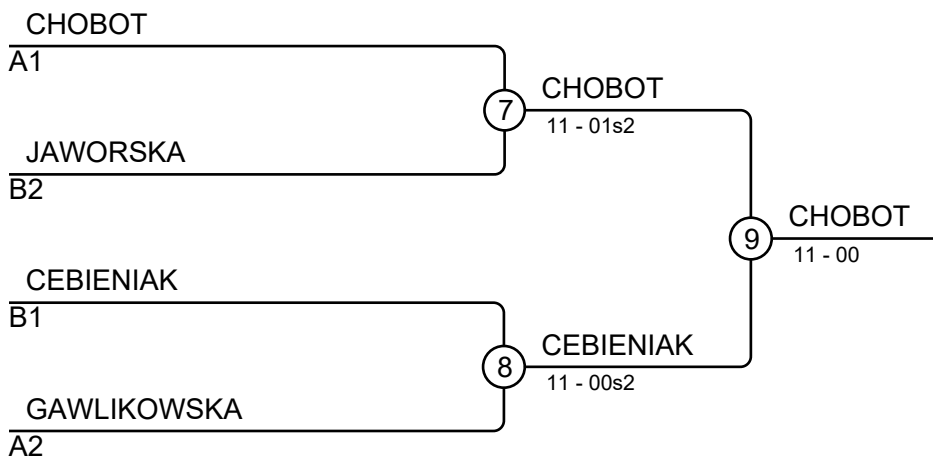 CHOBOT
A1
7
CHOBOT
11 - 01s2
JAWORSKA
B2
9
CHOBOT
11 - 00
CEBIENIAK
B1
8
CEBIENIAK
11 - 00s2
GAWLIKOWSKA
A2